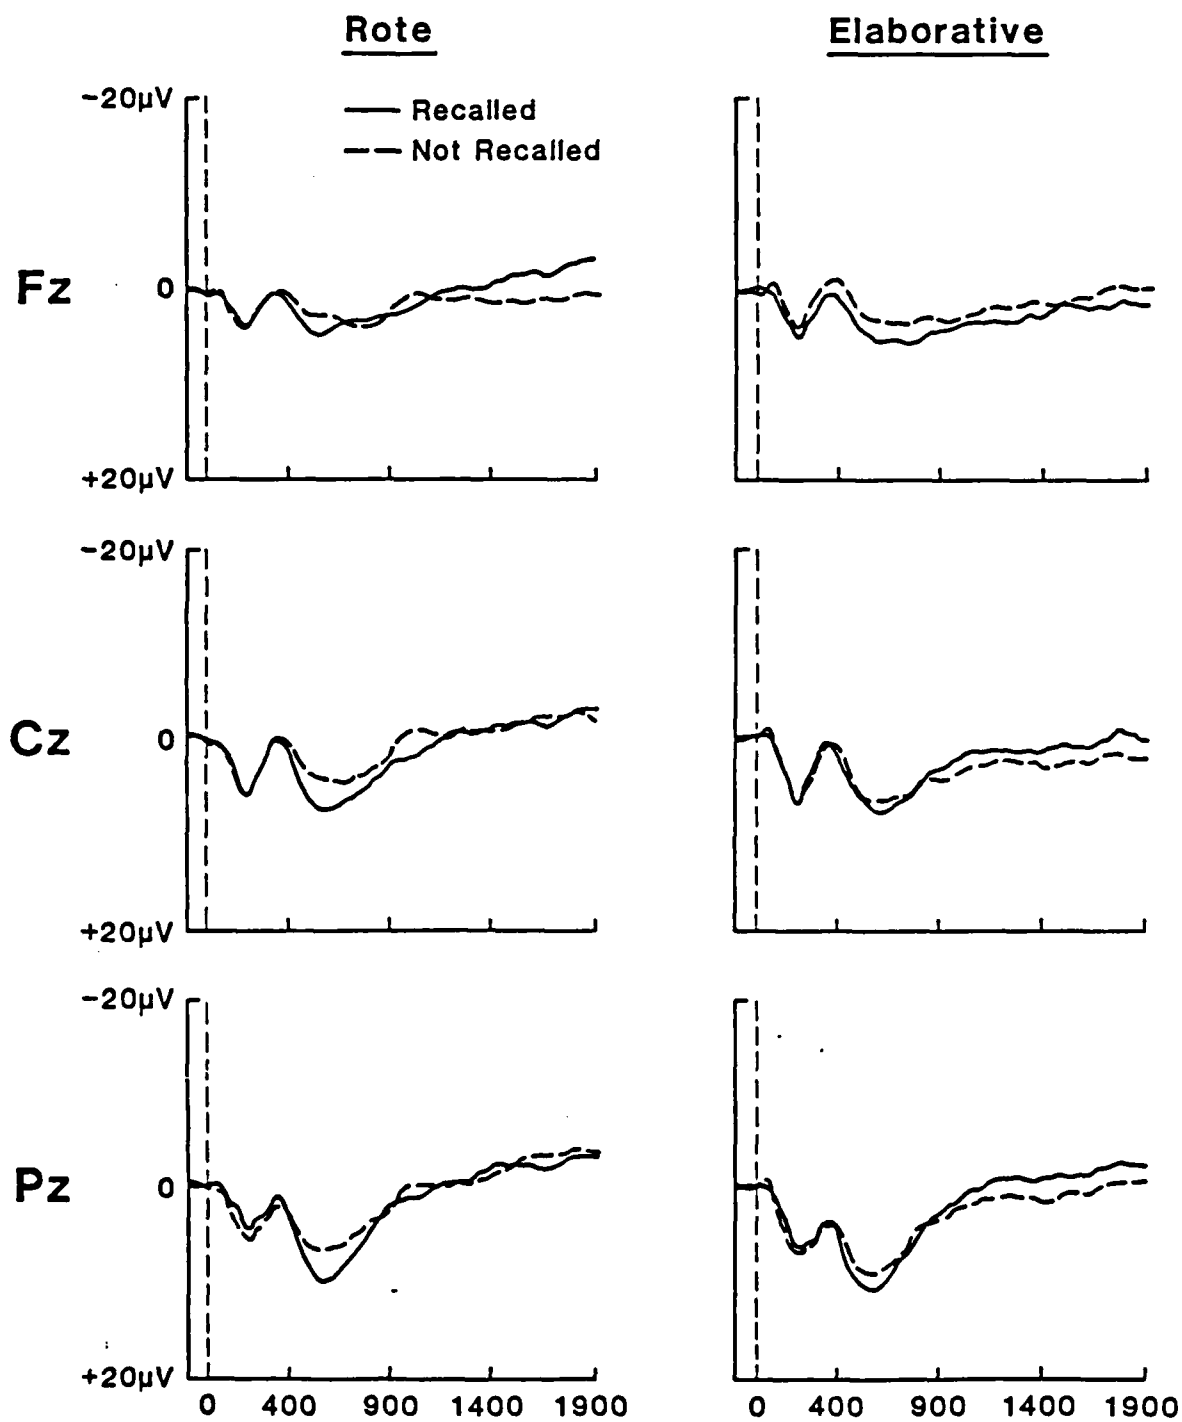 Rote Elaborative
-20µV
Recalled
Not Recalled
Fz 0
+20µV
-20µV
Cz 0
+20µV
-20µV
Pz 0
+20µV
0 400 900 1400 1900 0 400 900 1400 1900